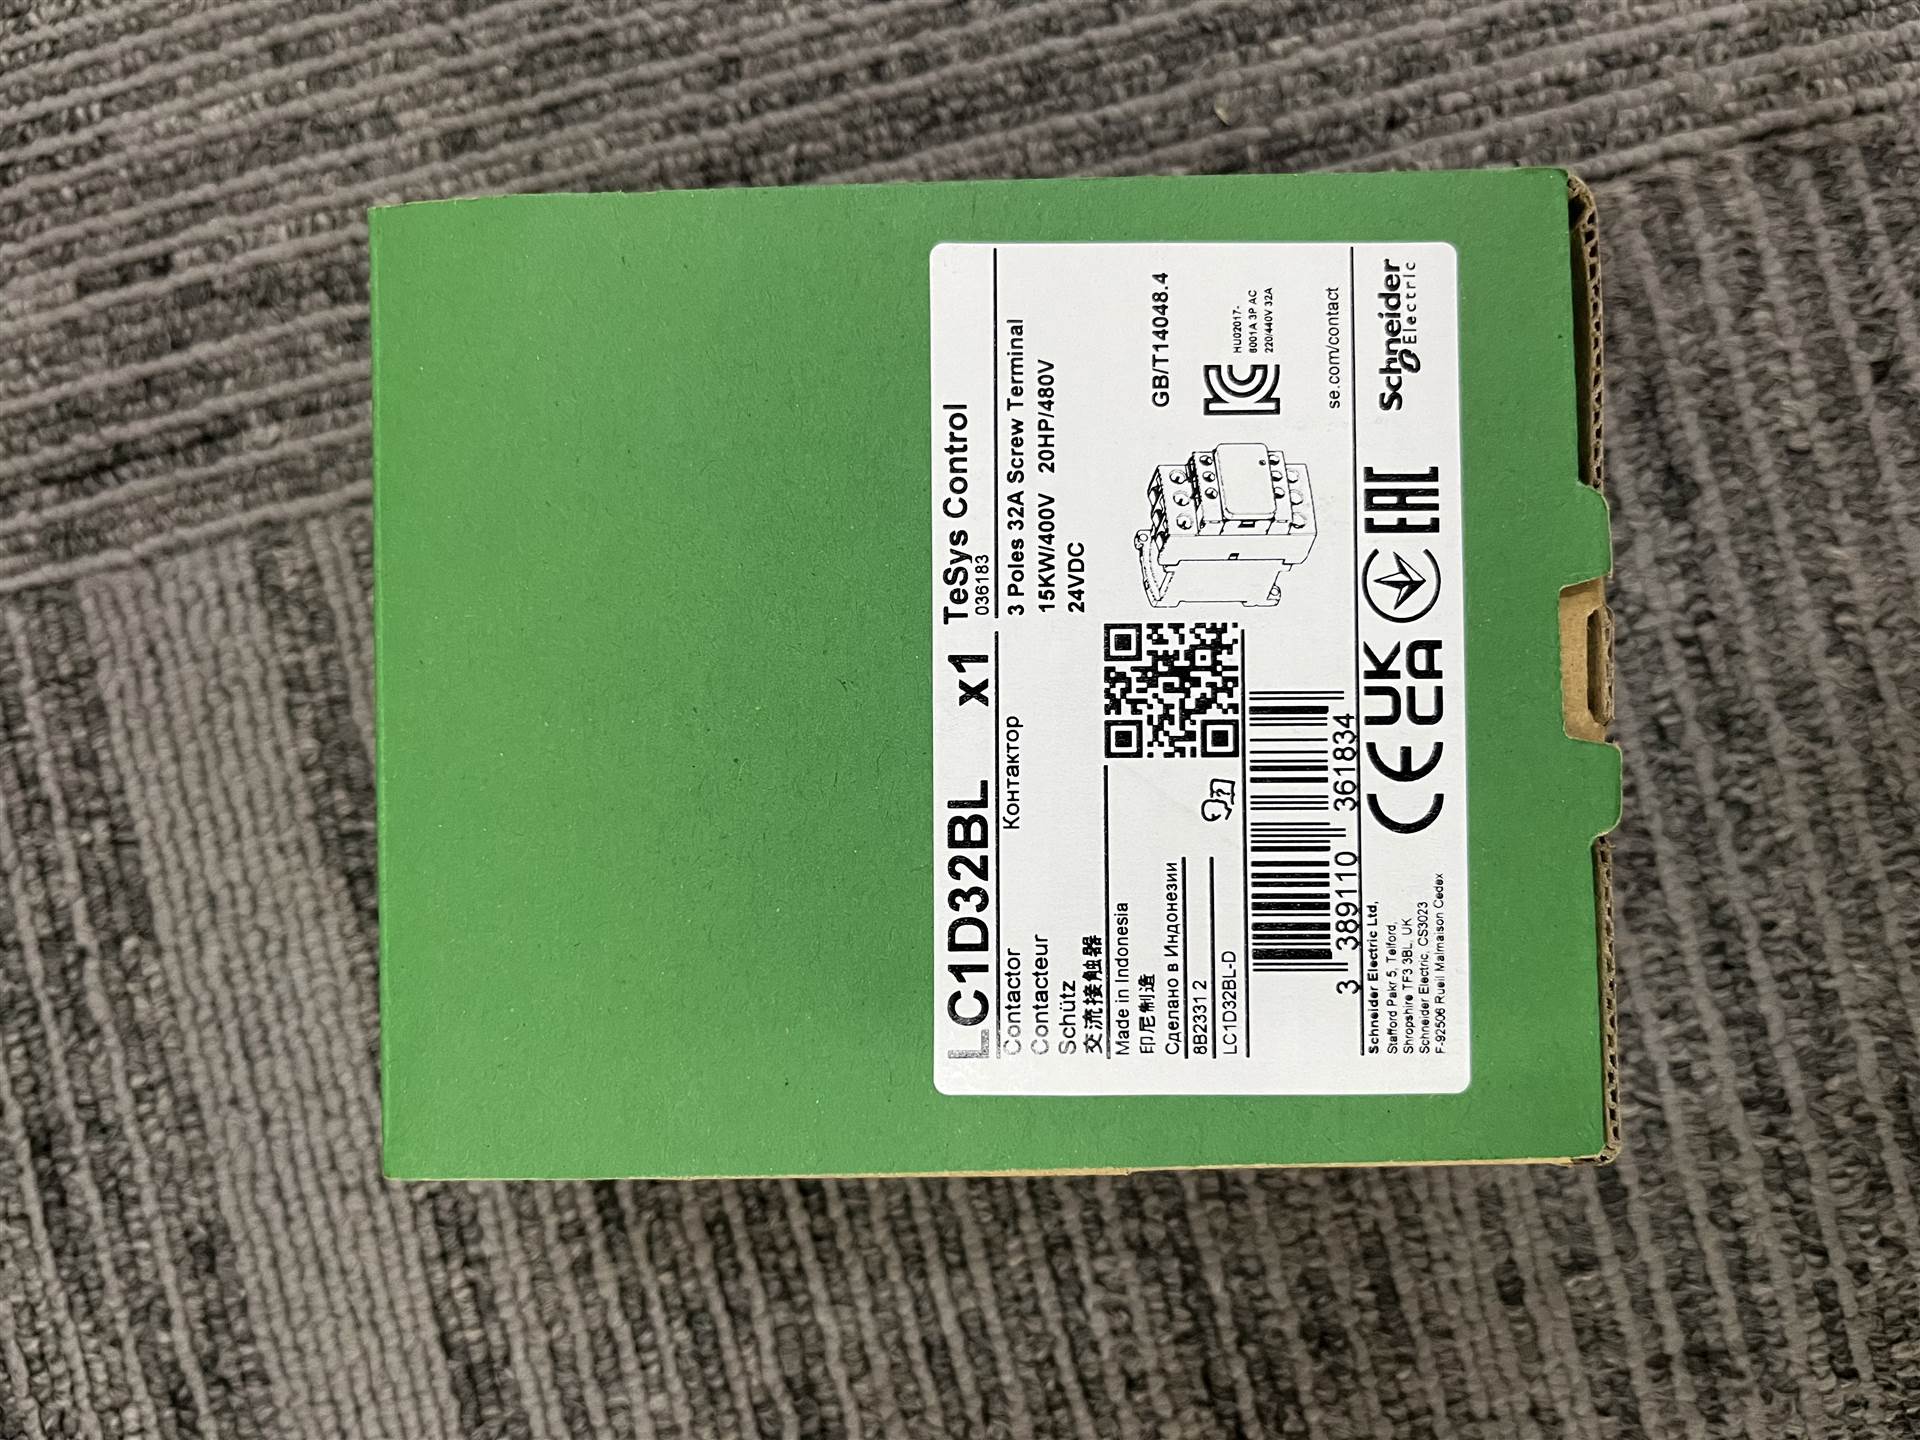 LC1D32BL x1 TeSys Control
036183
Contactor Контактор
Contacteur
Schütz
交流接触器
3 Poles 32A Screw Terminal
15KW/400V 20HP/480V
24VDC
Made in Indonesia
印尼制造
Сделано в Индонезии
8B2331 2
LC1D32BL-D
GB/T14048.4
HU02017-
6001A 3P AC
220/440V 32A
se.com/contact
3 389110 361834
Schneider Electric Ltd,
Stafford Pakr 5, Telford,
Shropshire TF3 3BL, UK
Schneider Electric, CS3023
F-92506 Rueil Malmaison Cedex
CE UK CA EAC
Schneider
Electric